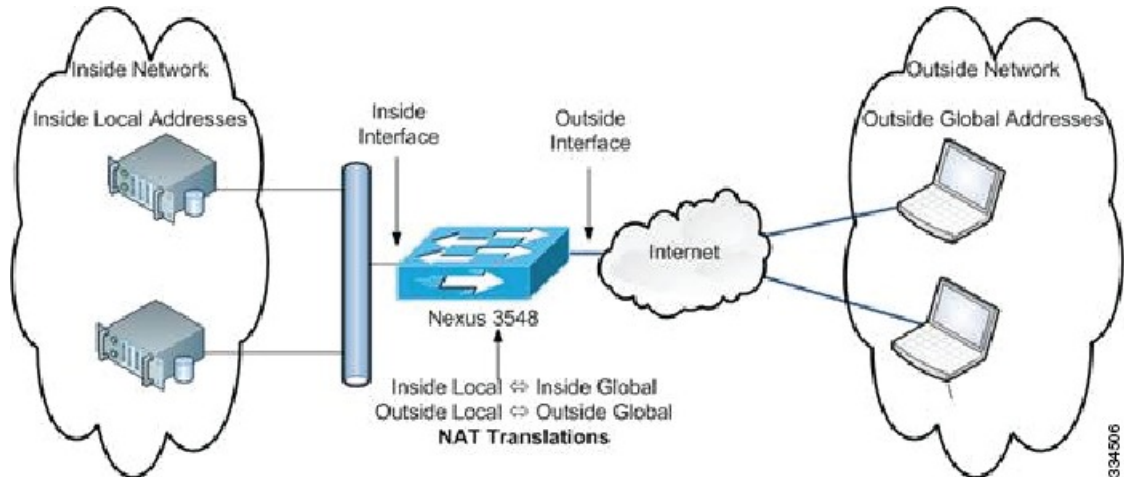 Inside Network
Inside Local Addresses
Inside
Interface
Outside
Interface
Nexus 3548
Internet
Outside Network
Outside Global Addresses
Inside Local ⇔ Inside Global
Outside Local ⇔ Outside Global
NAT Translations
334506